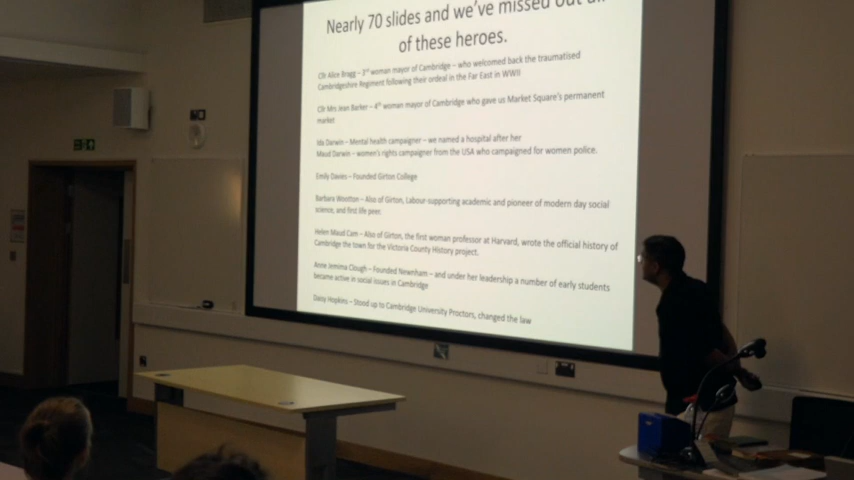 Nearly 70 slides and we've missed out all
of these heroes.
Cllr Alice Bragg – 3rd woman mayor of Cambridge – who welcomed back the traumatised
Cambridgeshire Regiment following their ordeal in the Far East in WWII
Cllr Mrs Jean Barker – 4th woman mayor of Cambridge who gave us Market Square's permanent
market
Ida Darwin – Mental health campaigner – we named a hospital after her
Maud Darwin – women's rights campaigner from the USA who campaigned for women police.
Emily Davies – Founded Girton College
Barbara Wootton – Also of Girton, Labour-supporting academic and pioneer of modern day social
science, and first life peer.
Helen Maud Cam – Also of Girton, the first woman professor at Harvard, wrote the official history of
Cambridge the town for the Victoria County History project.
Anne Jemima Clough – Founded Newnham – and under her leadership a number of early students
became active in social issues in Cambridge
Daisy Hopkins – Stood up to Cambridge University Proctors, changed the law